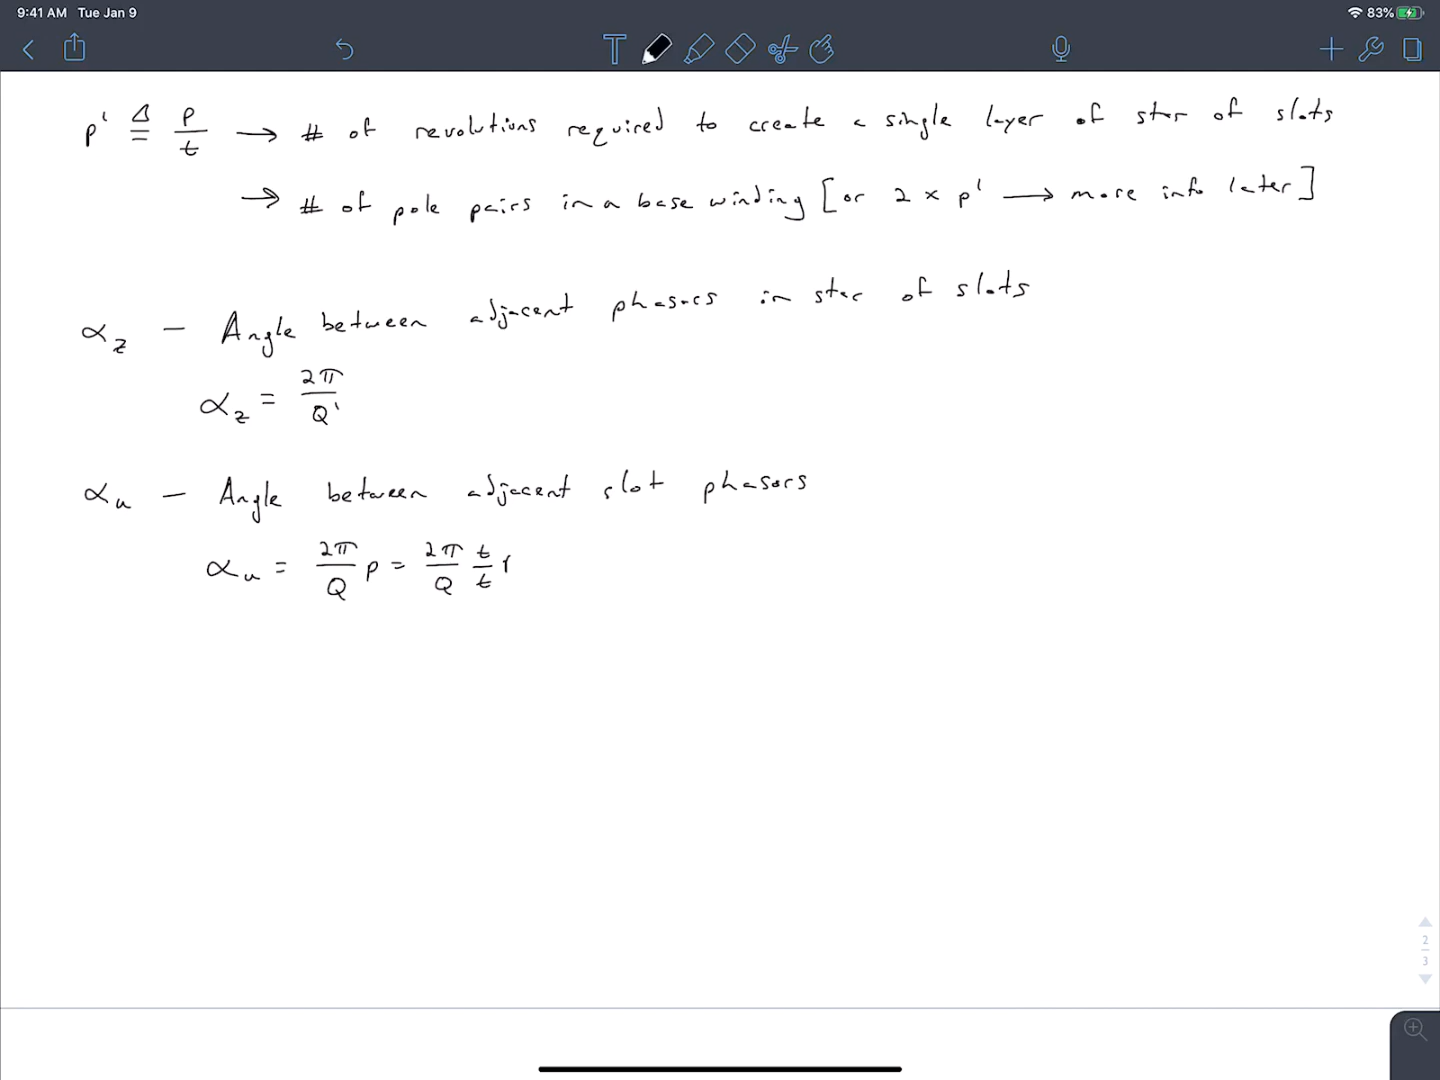 9:41 AM Tue Jan 9
83%
p' ≜ p/t → # of revolutions required to create a single layer of star of slots
→ # of pole pairs in a base winding [or 2 x p' → more info later]
α_z — Angle between adjacent phasors in star of slots
α_z = 2π/Q'
α_u — Angle between adjacent slot phasors
α_u = 2π/Q p = 2π/Q t/t
2
3